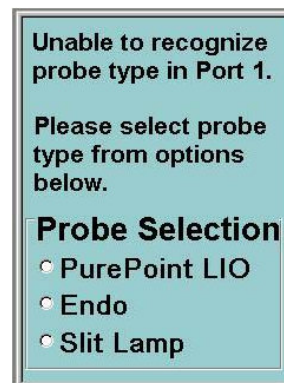 Unable to recognize
probe type in Port 1.
Please select probe
type from options
below.
Probe Selection
PurePoint LIO
Endo
Slit Lamp